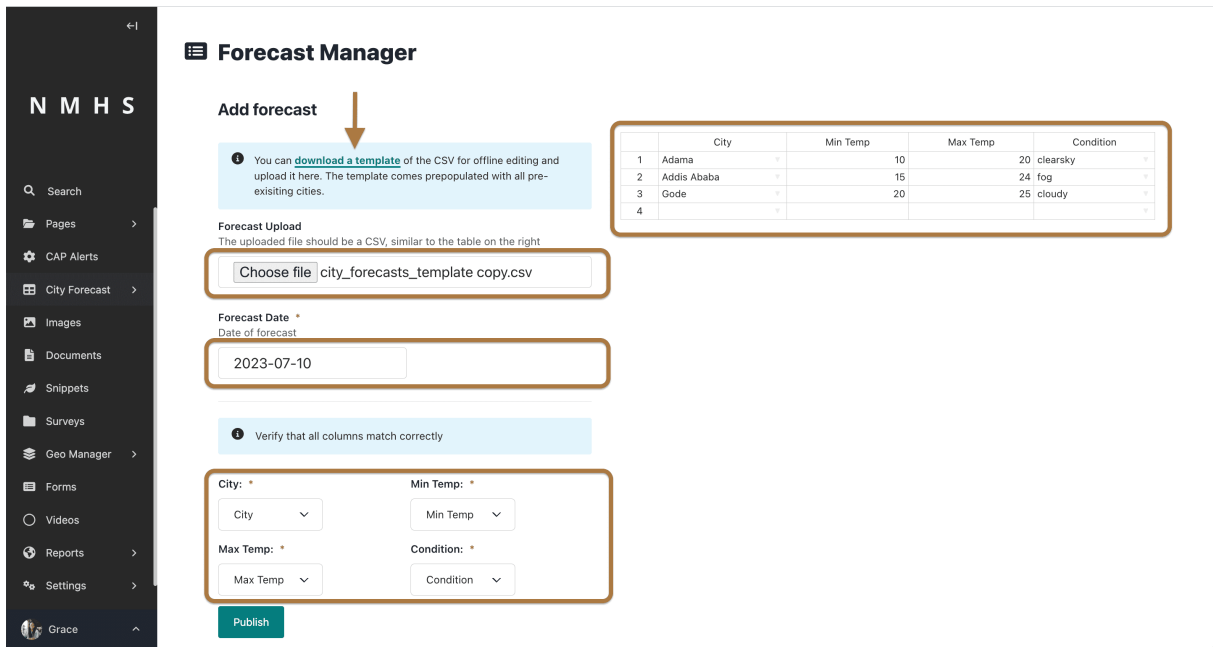 NMHS
Search
Pages
CAP Alerts
City Forecast
Images
Documents
Snippets
Surveys
Geo Manager
Forms
Videos
Reports
Settings
Grace
Forecast Manager
Add forecast
You can download a template of the CSV for offline editing and
upload it here. The template comes prepopulated with all pre-
exisiting cities.
Forecast Upload
The uploaded file should be a CSV, similar to the table on the right
Choose file city_forecasts_template copy.csv
Forecast Date *
Date of forecast
2023-07-10
Verify that all columns match correctly
City: * Min Temp: *
City Min Temp
Max Temp: * Condition: *
Max Temp Condition
Publish
City Min Temp Max Temp Condition
1 Adama 10 20 clearsky
2 Addis Ababa 15 24 fog
3 Gode 20 25 cloudy
4